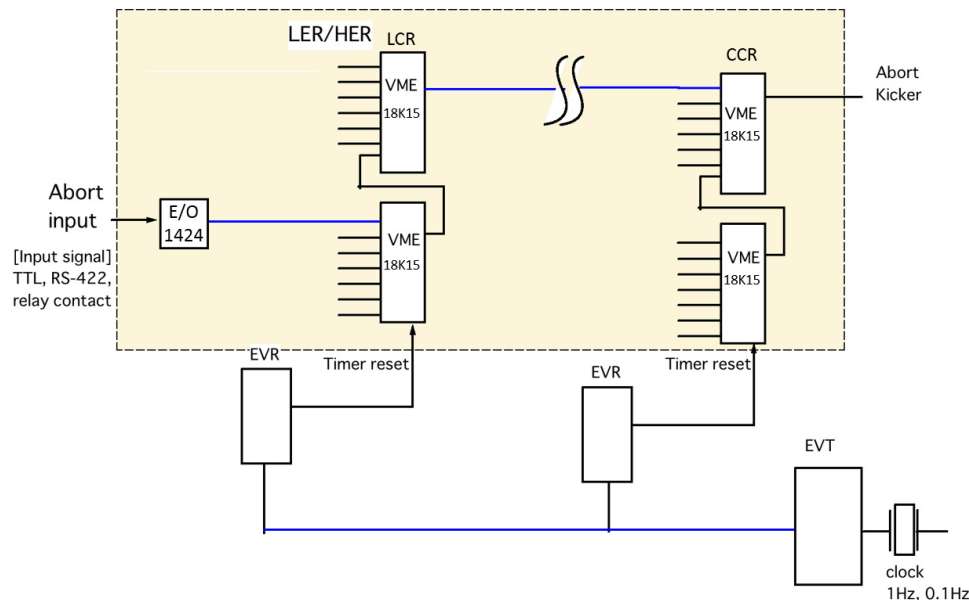 LER/HER
LCR
CCR
VME
18K15
VME
18K15
Abort
Kicker
Abort
input
E/O
1424
[Input signal]
TTL, RS-422,
relay contact
VME
18K15
VME
18K15
EVR
Timer reset
EVR
Timer reset
EVT
clock
1Hz, 0.1Hz